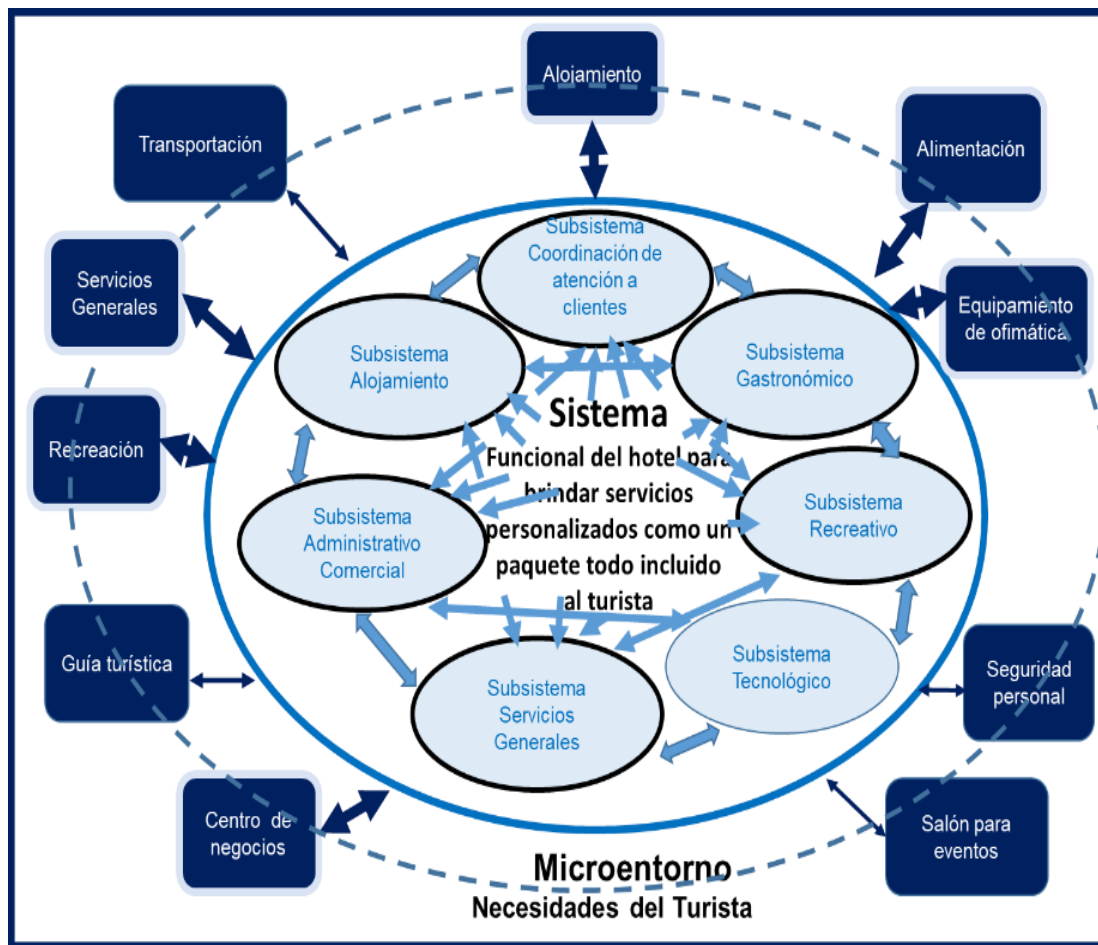 Alojamiento
Transportación
Alimentación
Servicios
Generales
Equipamiento
de ofimática
Recreación
Guía turística
Seguridad
personal
Centro de
negocios
Salón para
eventos
Subsistema
Coordinación de
atención a
clientes
Subsistema
Alojamiento
Subsistema
Gastronómico
Sistema
Funcional del hotel para
brindar servicios
personalizados como un
paquete todo incluido
al turista
Subsistema
Administrativo
Comercial
Subsistema
Recreativo
Subsistema
Servicios
Generales
Subsistema
Tecnológico
Microentorno
Necesidades del Turista